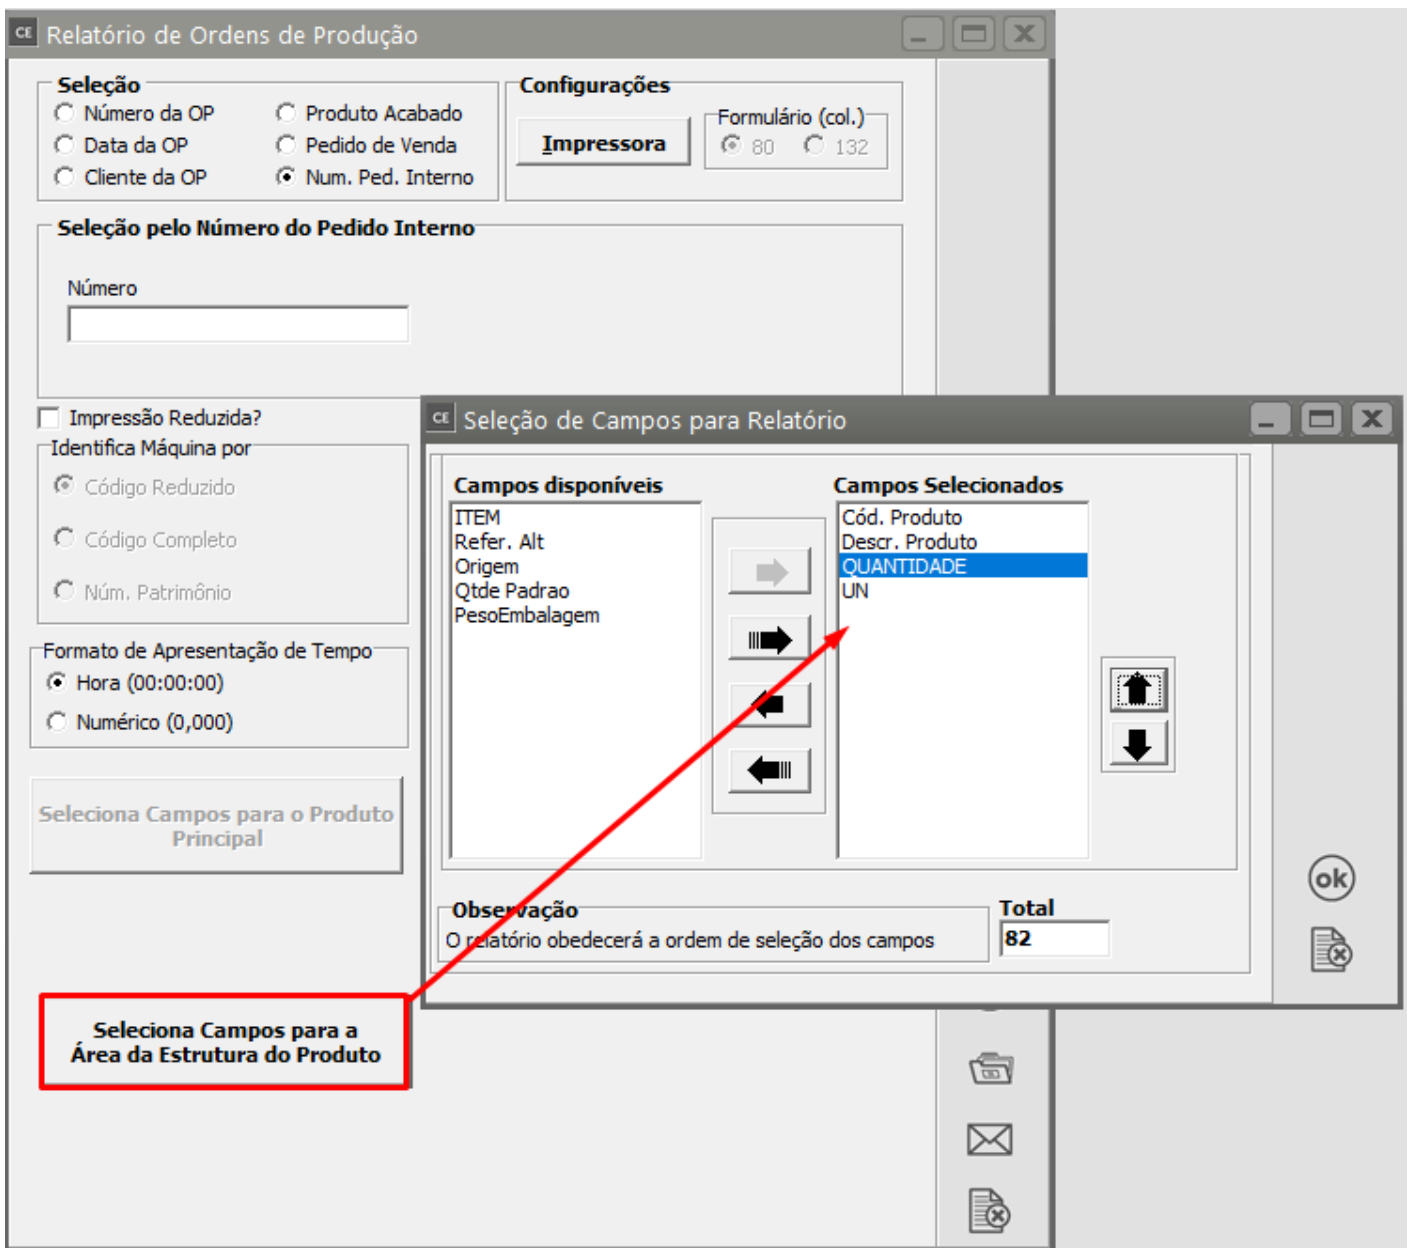 CE Relatório de Ordens de Produção
Seleção
Número da OP
Produto Acabado
Data da OP
Pedido de Venda
Cliente da OP
Num. Ped. Interno
Configurações
Impressora
Formulário (col.)
80
132
Seleção pelo Número do Pedido Interno
Número
Impressão Reduzida?
Identifica Máquina por
Código Reduzido
Código Completo
Núm. Patrimônio
Formato de Apresentação de Tempo
Hora (00:00:00)
Numérico (0,000)
Seleciona Campos para o Produto
Principal
Seleciona Campos para a
Área da Estrutura do Produto
CE Seleção de Campos para Relatório
Campos disponíveis
ITEM
Refer. Alt
Origem
Qtde Padrao
PesoEmbalagem
Campos Selecionados
Cód. Produto
Descr. Produto
QUANTIDADE
UN
Observação
O relatório obedecerá a ordem de seleção dos campos
Total
82
ok